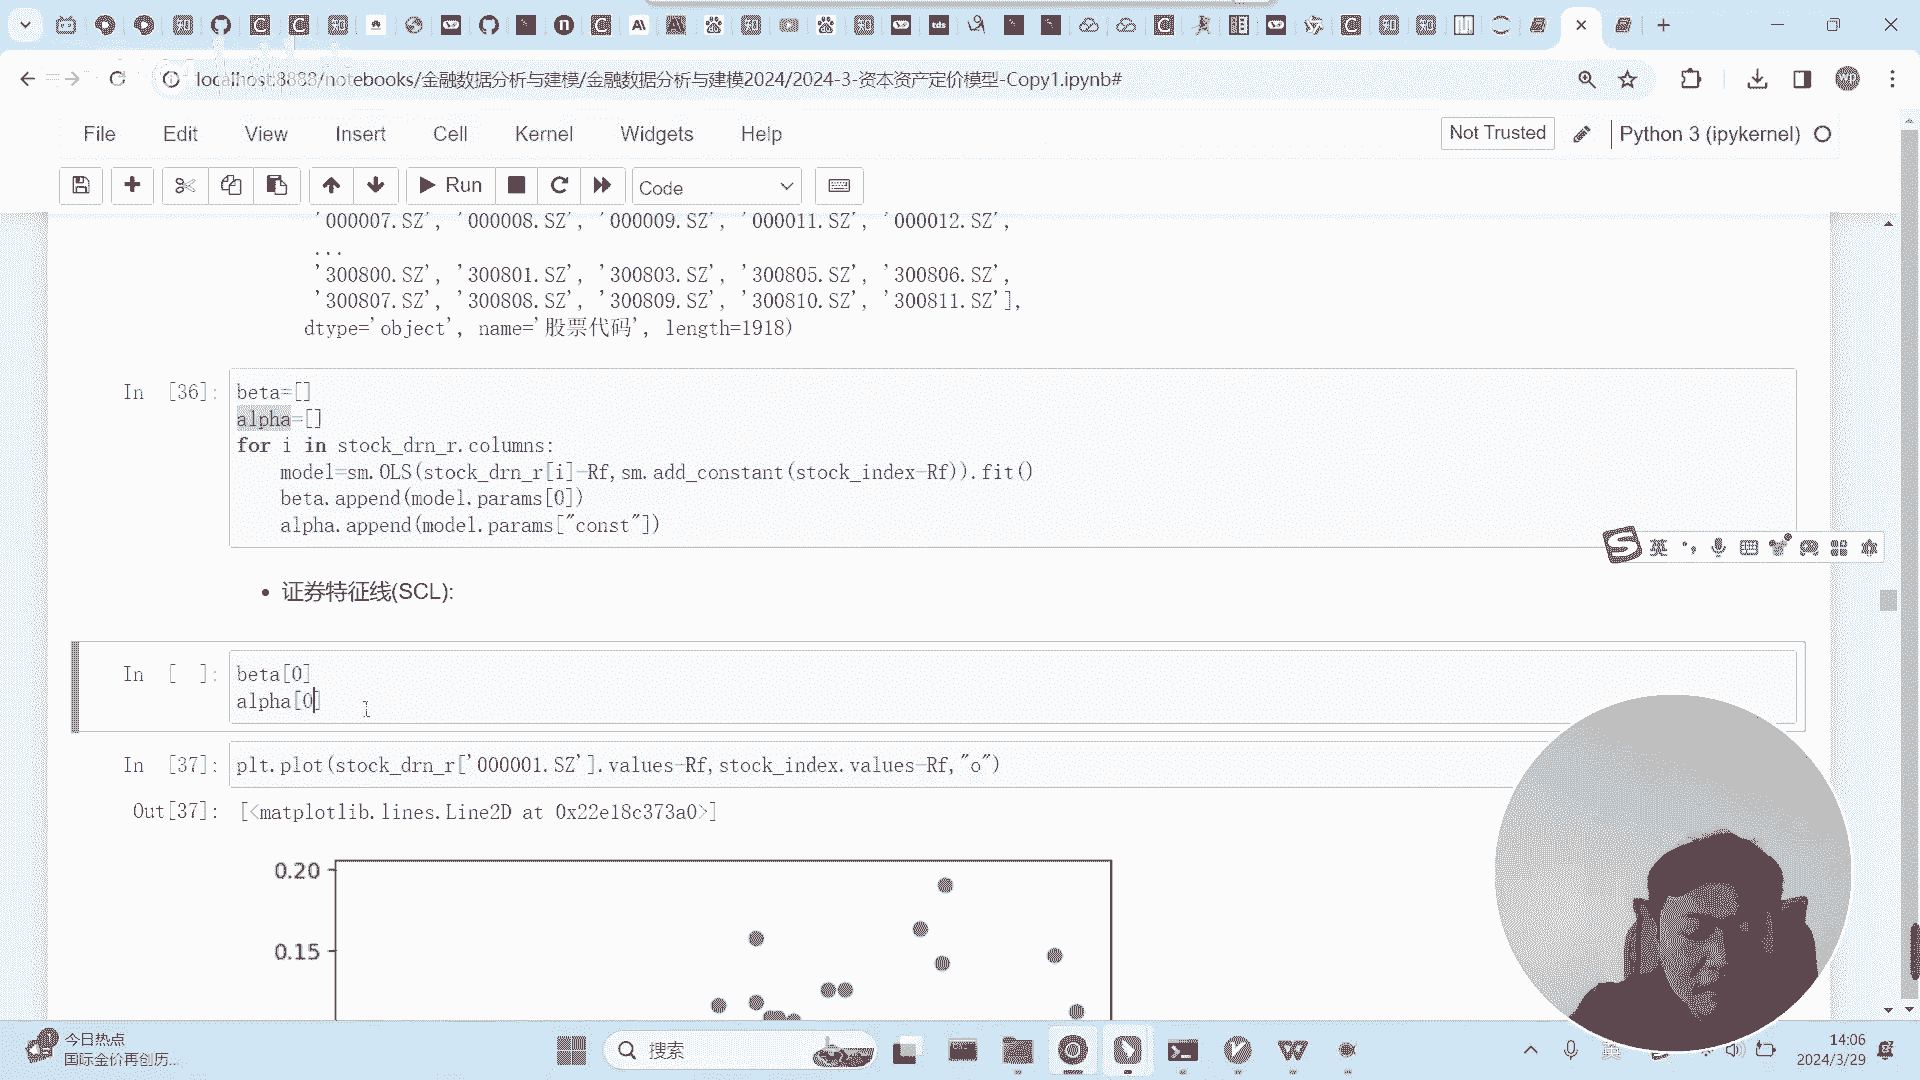 localhost:8888/notebooks/金融数据分析与建模/金融数据分析与建模2024/2024-3-资本资产定价模型-Copy1.ipynb#
File Edit View Insert Cell Kernel Widgets Help
Not Trusted
Python 3 (ipykernel)
Run
Code
'000007.SZ', '000008.SZ', '000009.SZ', '000011.SZ', '000012.SZ',
...
'300800.SZ', '300801.SZ', '300803.SZ', '300805.SZ', '300806.SZ',
'300807.SZ', '300808.SZ', '300809.SZ', '300810.SZ', '300811.SZ'],
dtype='object', name='股票代码', length=1918)
In [36]:
beta=[]
alpha=[]
for i in stock_drn_r.columns:
model=sm.OLS(stock_drn_r[i]-Rf,sm.add_constant(stock_index-Rf)).fit()
beta.append(model.params[0])
alpha.append(model.params["const"])
英
• 证券特征线(SCL):
In [ ]:
beta[0]
alpha[0]
In [37]:
plt.plot(stock_drn_r['000001.SZ'].values-Rf,stock_index.values-Rf,"o")
Out[37]:
[<matplotlib.lines.Line2D at 0x22e18c373a0>]
0.20
0.15
今日热点
国际金价再创历...
搜索
英
14:06
2024/3/29